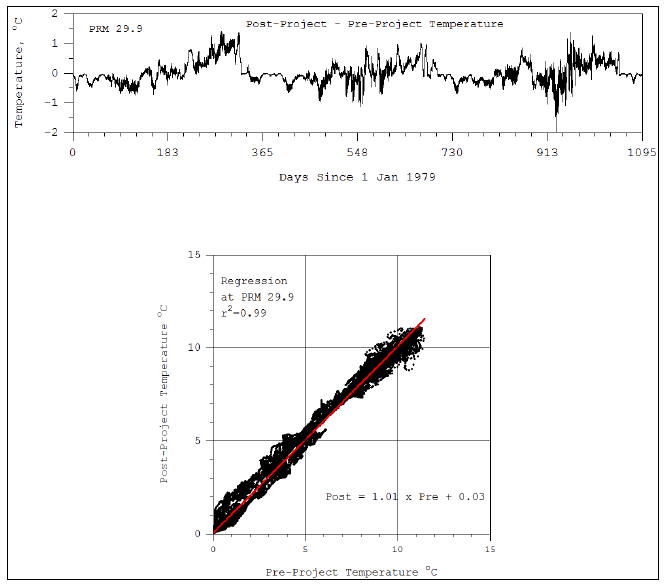 Post-Project - Pre-Project Temperature
PRM 29.9
Temperature, °C
2
1
0
-1
-2
0 183 365 548 730 913 1095
Days Since 1 Jan 1979
Regression
at PRM 29.9
r²=0.99
Post-Project Temperature °C
15
10
5
0
Post = 1.01 x Pre + 0.03
0 5 10 15
Pre-Project Temperature °C